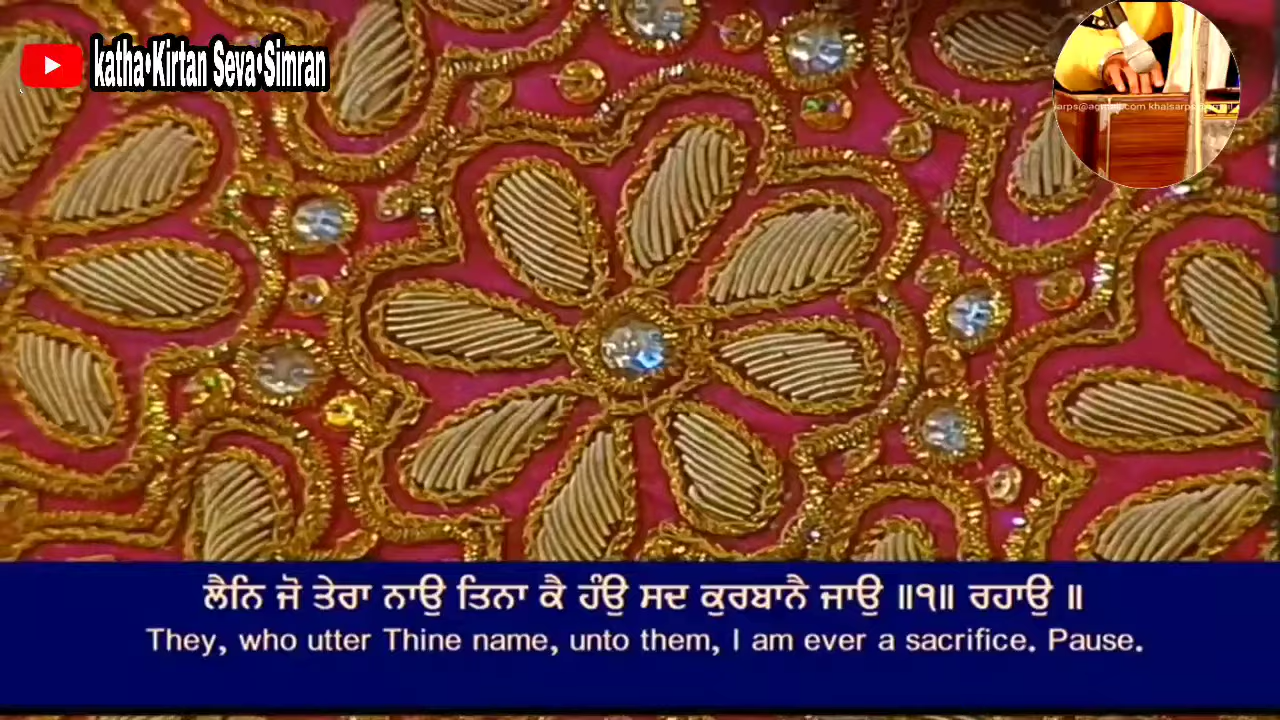 katha•Kirtan Seva•Simran
ਲੈਨਿ ਜੋ ਤੇਰਾ ਨਾਉ ਤਿਨਾ ਕੈ ਹੰਉ ਸਦ ਕੁਰਬਾਨੈ ਜਾਉ ॥੧॥ ਰਹਾਉ ॥
They, who utter Thine name, unto them, I am ever a sacrifice. Pause.